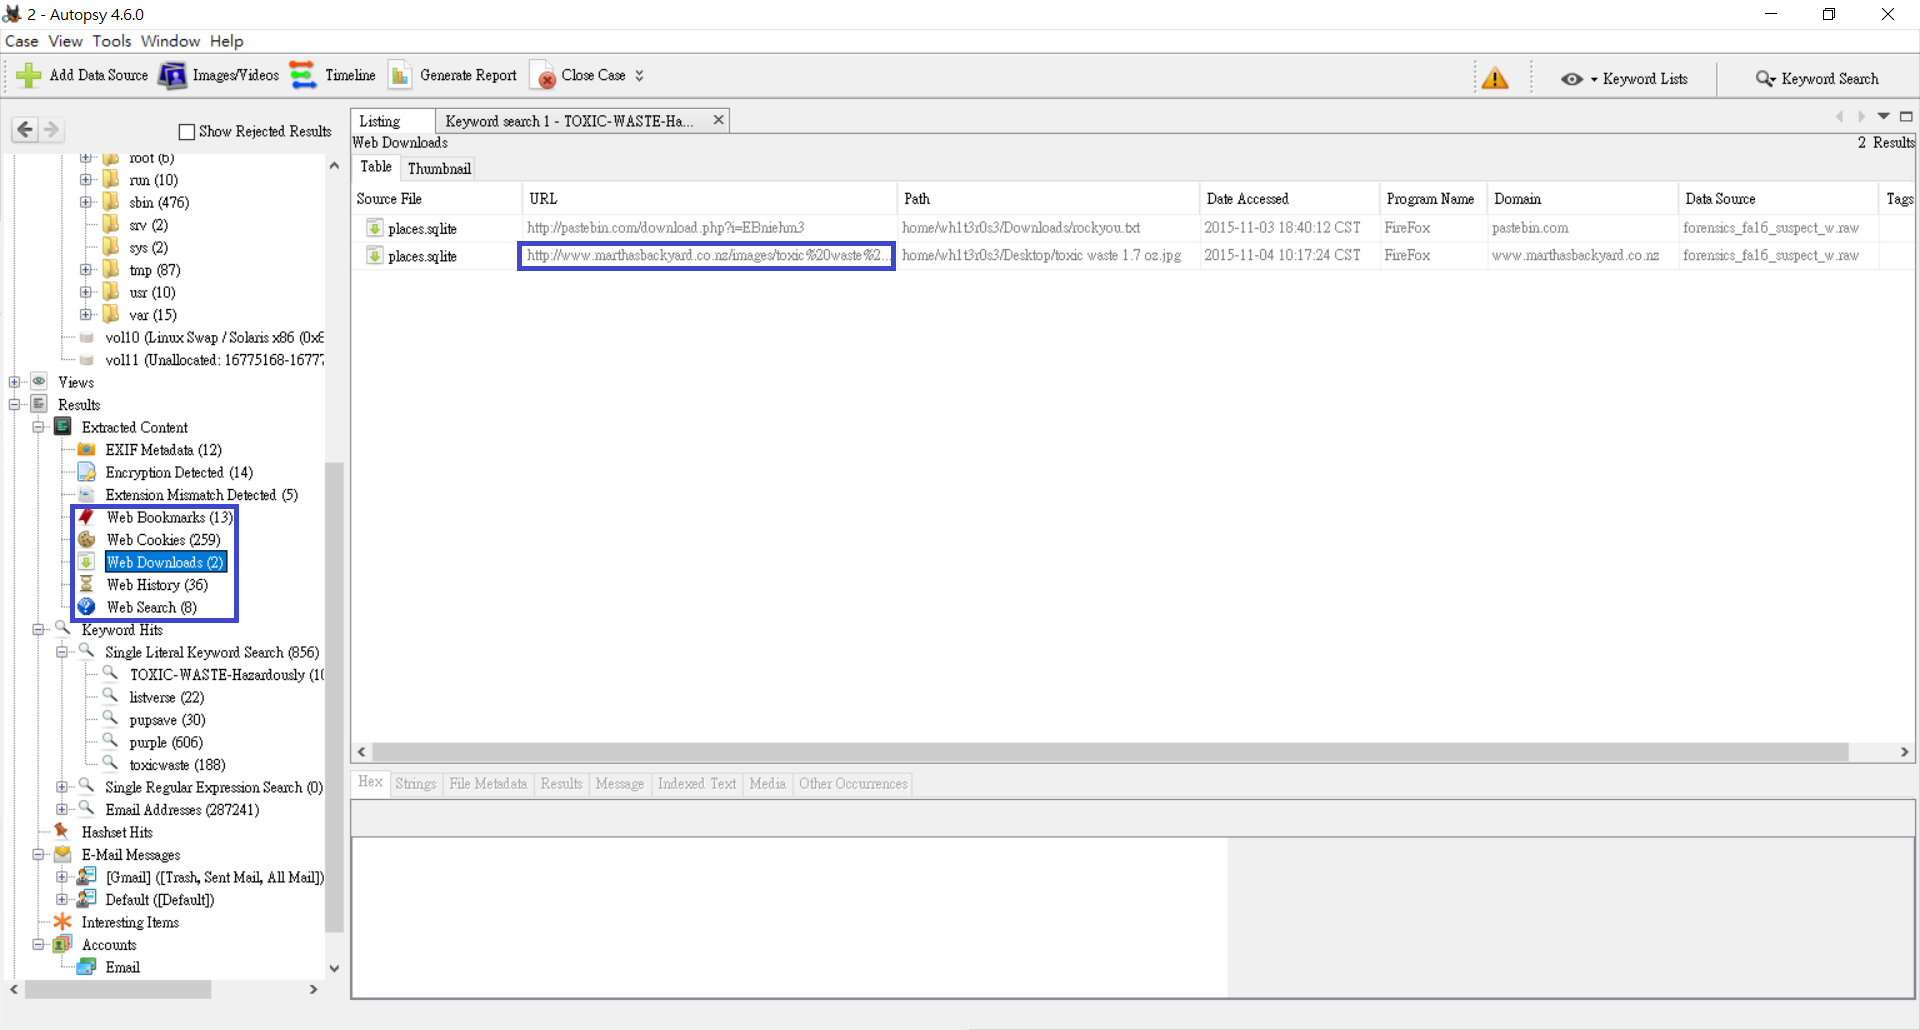 2 - Autopsy 4.6.0
Case View Tools Window Help
Add Data Source Images/Videos Timeline Generate Report Close Case Keyword Lists Keyword Search
Show Rejected Results
root (6)
run (10)
sbin (476)
srv (2)
sys (2)
tmp (87)
usr (10)
var (15)
vol10 (Linux Swap / Solaris x86 (0x8
vol11 (Unallocated: 16775168-16777
Views
Results
Extracted Content
EXIF Metadata (12)
Encryption Detected (14)
Extension Mismatch Detected (5)
Web Bookmarks (13)
Web Cookies (259)
Web Downloads (2)
Web History (36)
Web Search (8)
Keyword Hits
Single Literal Keyword Search (856)
TOXIC-WASTE-Hazardously (10
listverse (22)
pupsave (30)
purple (606)
toxicwaste (188)
Single Regular Expression Search (0)
Email Addresses (287241)
Hashset Hits
E-Mail Messages
[Gmail] ([Trash, Sent Mail, All Mail])
Default ([Default])
Interesting Items
Accounts
Email
Listing Keyword search 1 - TOXIC-WASTE-Ha...
Web Downloads 2 Results
Table Thumbnail
Source File URL Path Date Accessed Program Name Domain Data Source Tags
places.sqlite http://pastebin.com/download.php?i=EBniehm3 home/wh1t3r0s3/Downloads/rockyou.txt 2015-11-03 18:40:12 CST FireFox pastebin.com forensics_fa16_suspect_w.raw
places.sqlite http://www.marthasbackyard.co.nz/images/toxic%20waste%2... home/wh1t3r0s3/Desktop/toxic waste 1.7 oz.jpg 2015-11-04 10:17:24 CST FireFox www.marthasbackyard.co.nz forensics_fa16_suspect_w.raw
Hex Strings File Metadata Results Message Indexed Text Media Other Occurrences